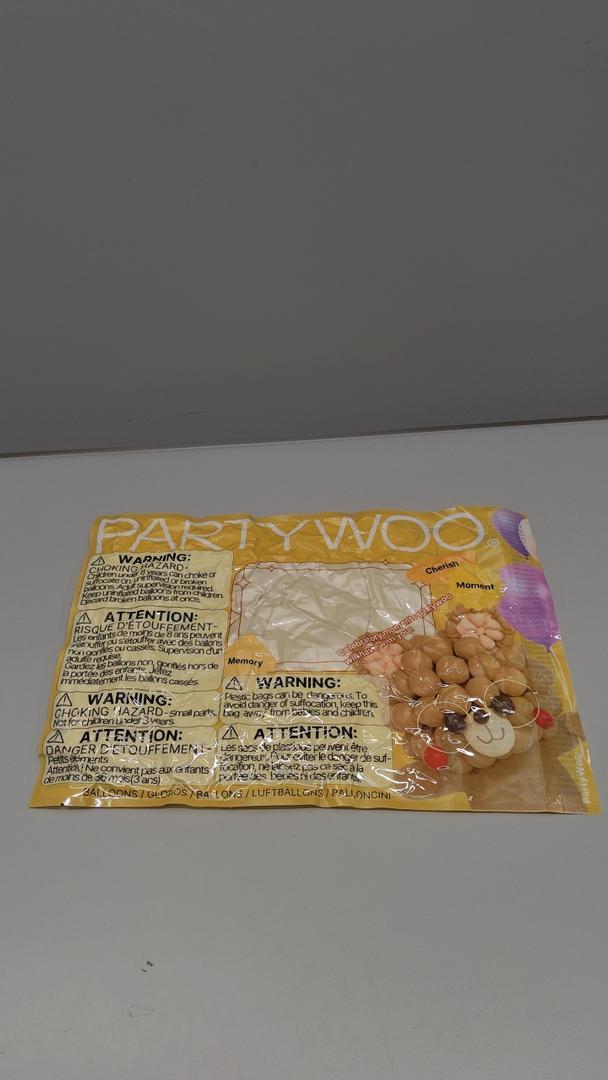 PARTYWOO®
WARNING:
CHOKING HAZARD-
Children under 8 years can choke or
suffocate on uninflated or broken
balloons. Adult supervision required.
Keep uninflated balloons from children.
Discard broken balloons at once.
ATTENTION:
RISQUE D'ÉTOUFFEMENT-
Les enfants de moins de 8 ans peuvent
s'étouffer ou s'étouffer avec des ballons
non gonflés ou cassés. Supervision d'un
adulte requise.
Gardez les ballons non gonflés hors de
la portée des enfants. Jetez
immédiatement les ballons cassés.
WARNING:
CHOKING HAZARD-small parts.
Not for children under 3 years.
ATTENTION:
DANGER D'ÉTOUFFEMENT-
Petits éléments
Attention! Ne convient pas aux enfants
de moins de 36 mois(3 ans)
Cherish
Moment
Celebration
with
Memory
WARNING:
Plastic bags can be dangerous. To
avoid danger of suffocation, keep this
bag away from babies and children.
ATTENTION:
Les sacs de plastique peuvent être
dangereux. Pour éviter le danger de suf-
focation, ne laissez pas ce sac à la
portée des bébés ni des enfants.
BALLOONS / GLOBOS / BALLONS / LUFTBALLONS / PALLONCINI
PartyWoo